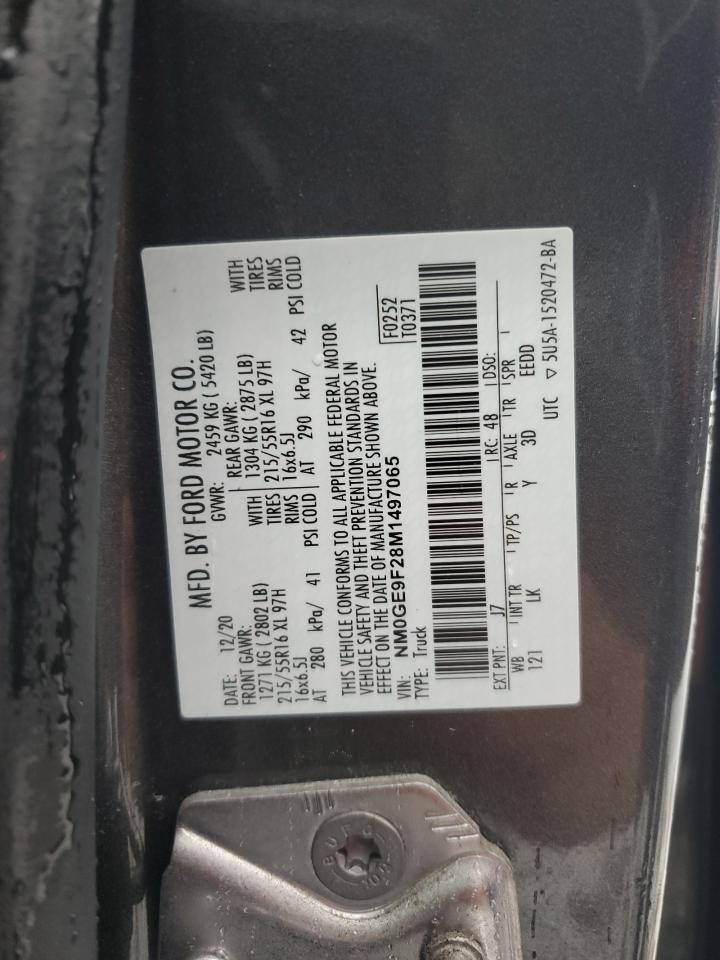 MFD. BY FORD MOTOR CO.
DATE: 12/20 GVWR: 2459 KG ( 5420 LB)
FRONT GAWR: REAR GAWR:
1271 KG ( 2802 LB) WITH 1304 KG ( 2875 LB) WITH
215/55R16 XL 97H TIRES 215/55R16 XL 97H TIRES
16x6.5J RIMS 16x6.5J RIMS
AT 280 kPa/ 41 PSI COLD AT 290 kPa/ 42 PSI COLD
THIS VEHICLE CONFORMS TO ALL APPLICABLE FEDERAL MOTOR
VEHICLE SAFETY AND THEFT PREVENTION STANDARDS IN
EFFECT ON THE DATE OF MANUFACTURE SHOWN ABOVE.
VIN: NM0GE9F28M1497065
TYPE: Truck
F0252
T0371
EXT PNT: J7 RC: 48 DSO:
WB INT TR TP/PS R AXLE TR SPR
121 LK Y 3D EEDD
UTC ▽ 5U5A-1520472-BA
BUFO